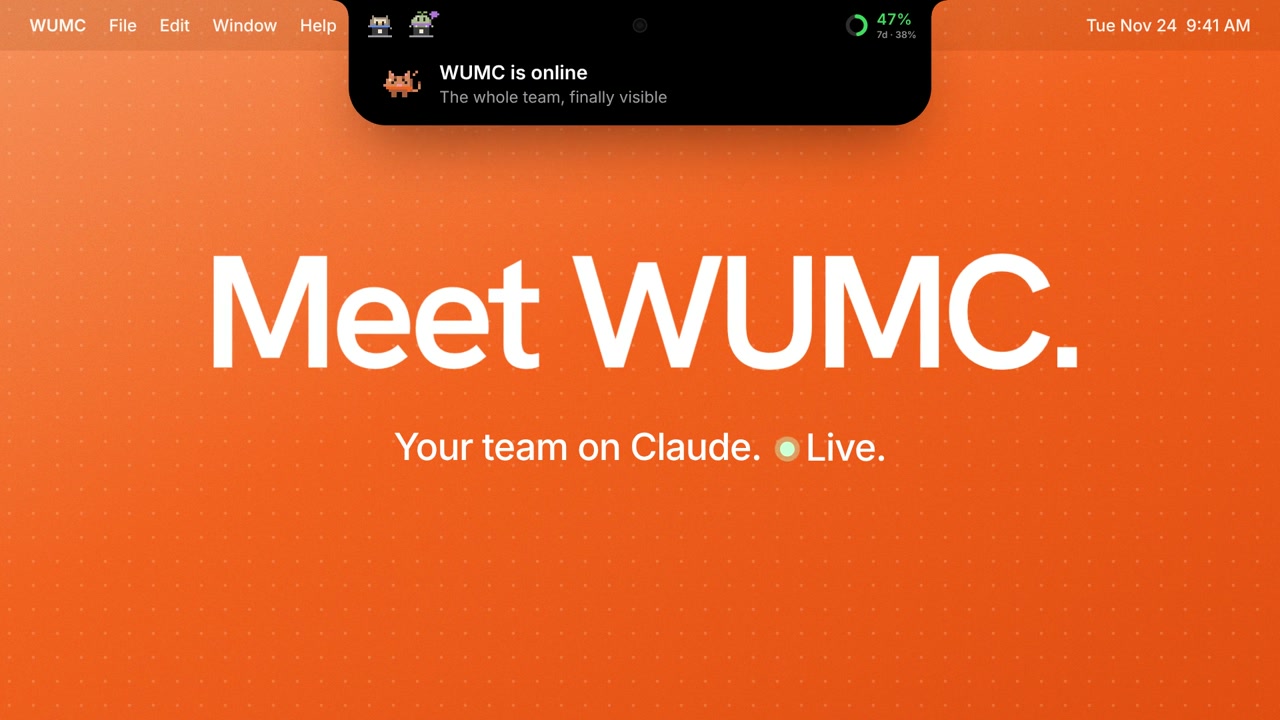 WUMC File Edit Window Help
47%
7d · 38%
Tue Nov 24 9:41 AM
WUMC is online
The whole team, finally visible
Meet WUMC.
Your team on Claude. Live.